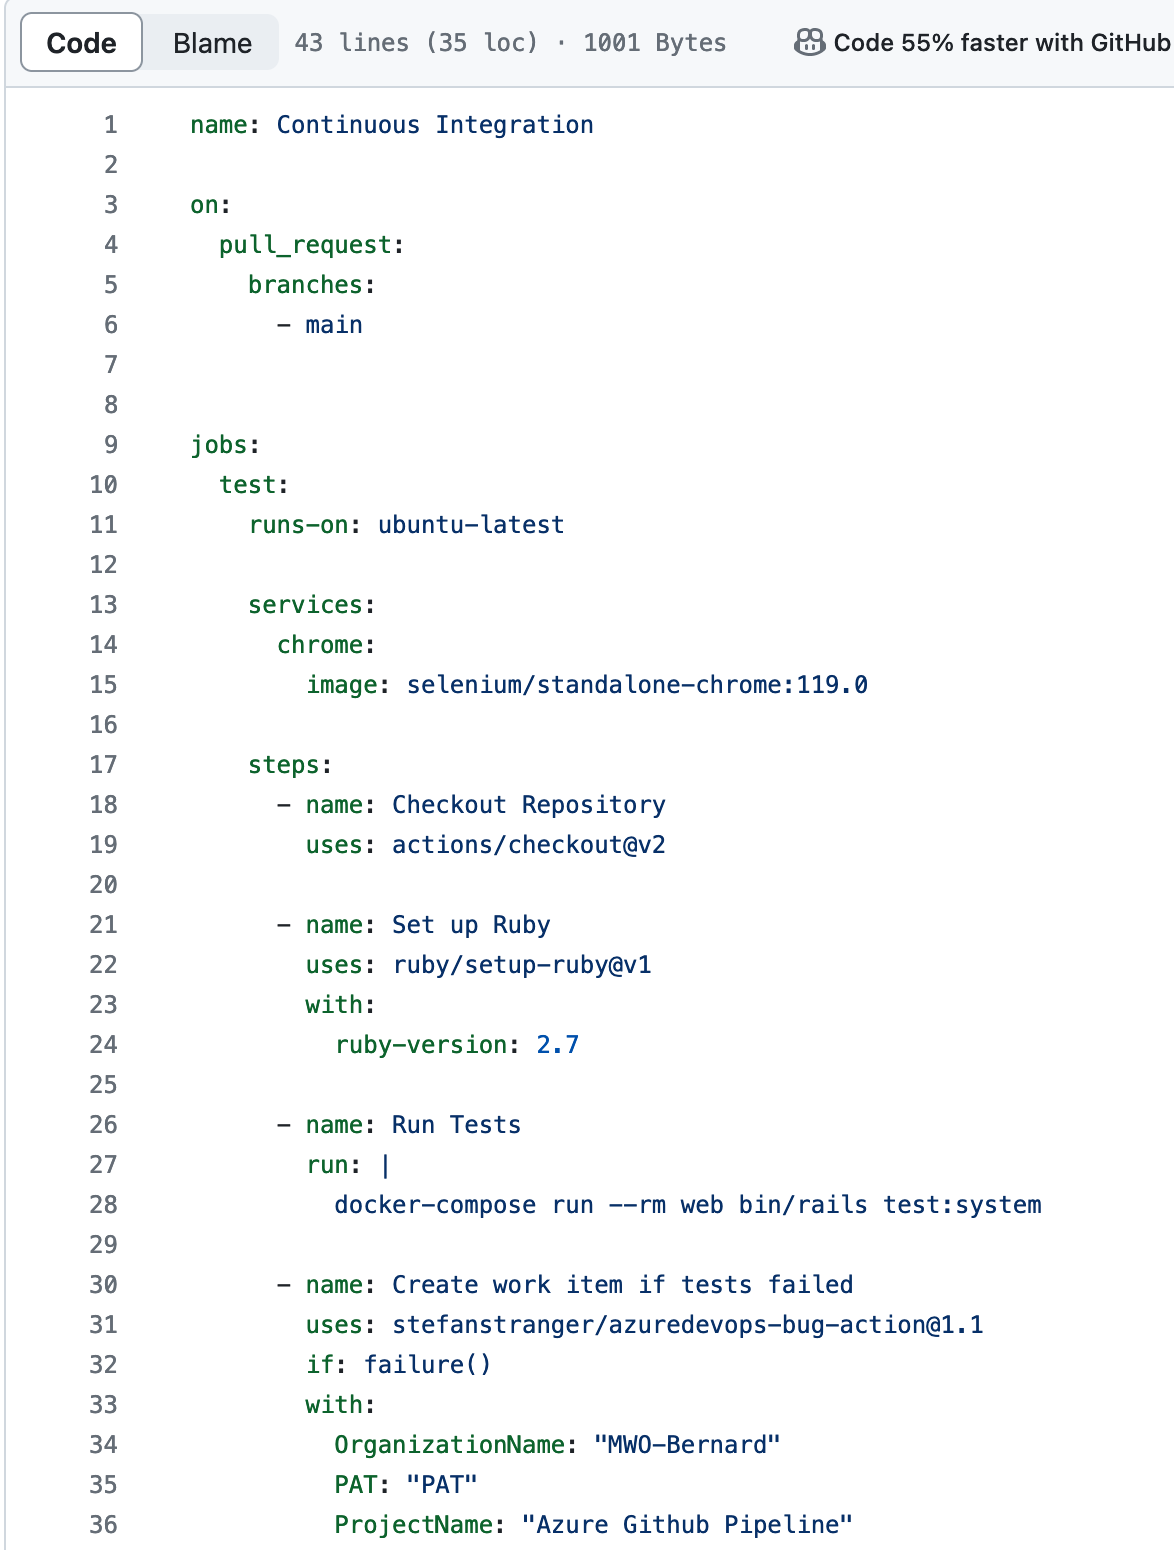 Code Blame 43 lines (35 loc) · 1001 Bytes Code 55% faster with GitHub
1 name: Continuous Integration
2
3 on:
4 pull_request:
5 branches:
6 - main
7
8
9 jobs:
10 test:
11 runs-on: ubuntu-latest
12
13 services:
14 chrome:
15 image: selenium/standalone-chrome:119.0
16
17 steps:
18 - name: Checkout Repository
19 uses: actions/checkout@v2
20
21 - name: Set up Ruby
22 uses: ruby/setup-ruby@v1
23 with:
24 ruby-version: 2.7
25
26 - name: Run Tests
27 run: |
28 docker-compose run --rm web bin/rails test:system
29
30 - name: Create work item if tests failed
31 uses: stefanstranger/azuredevops-bug-action@1.1
32 if: failure()
33 with:
34 OrganizationName: "MWO-Bernard"
35 PAT: "PAT"
36 ProjectName: "Azure Github Pipeline"